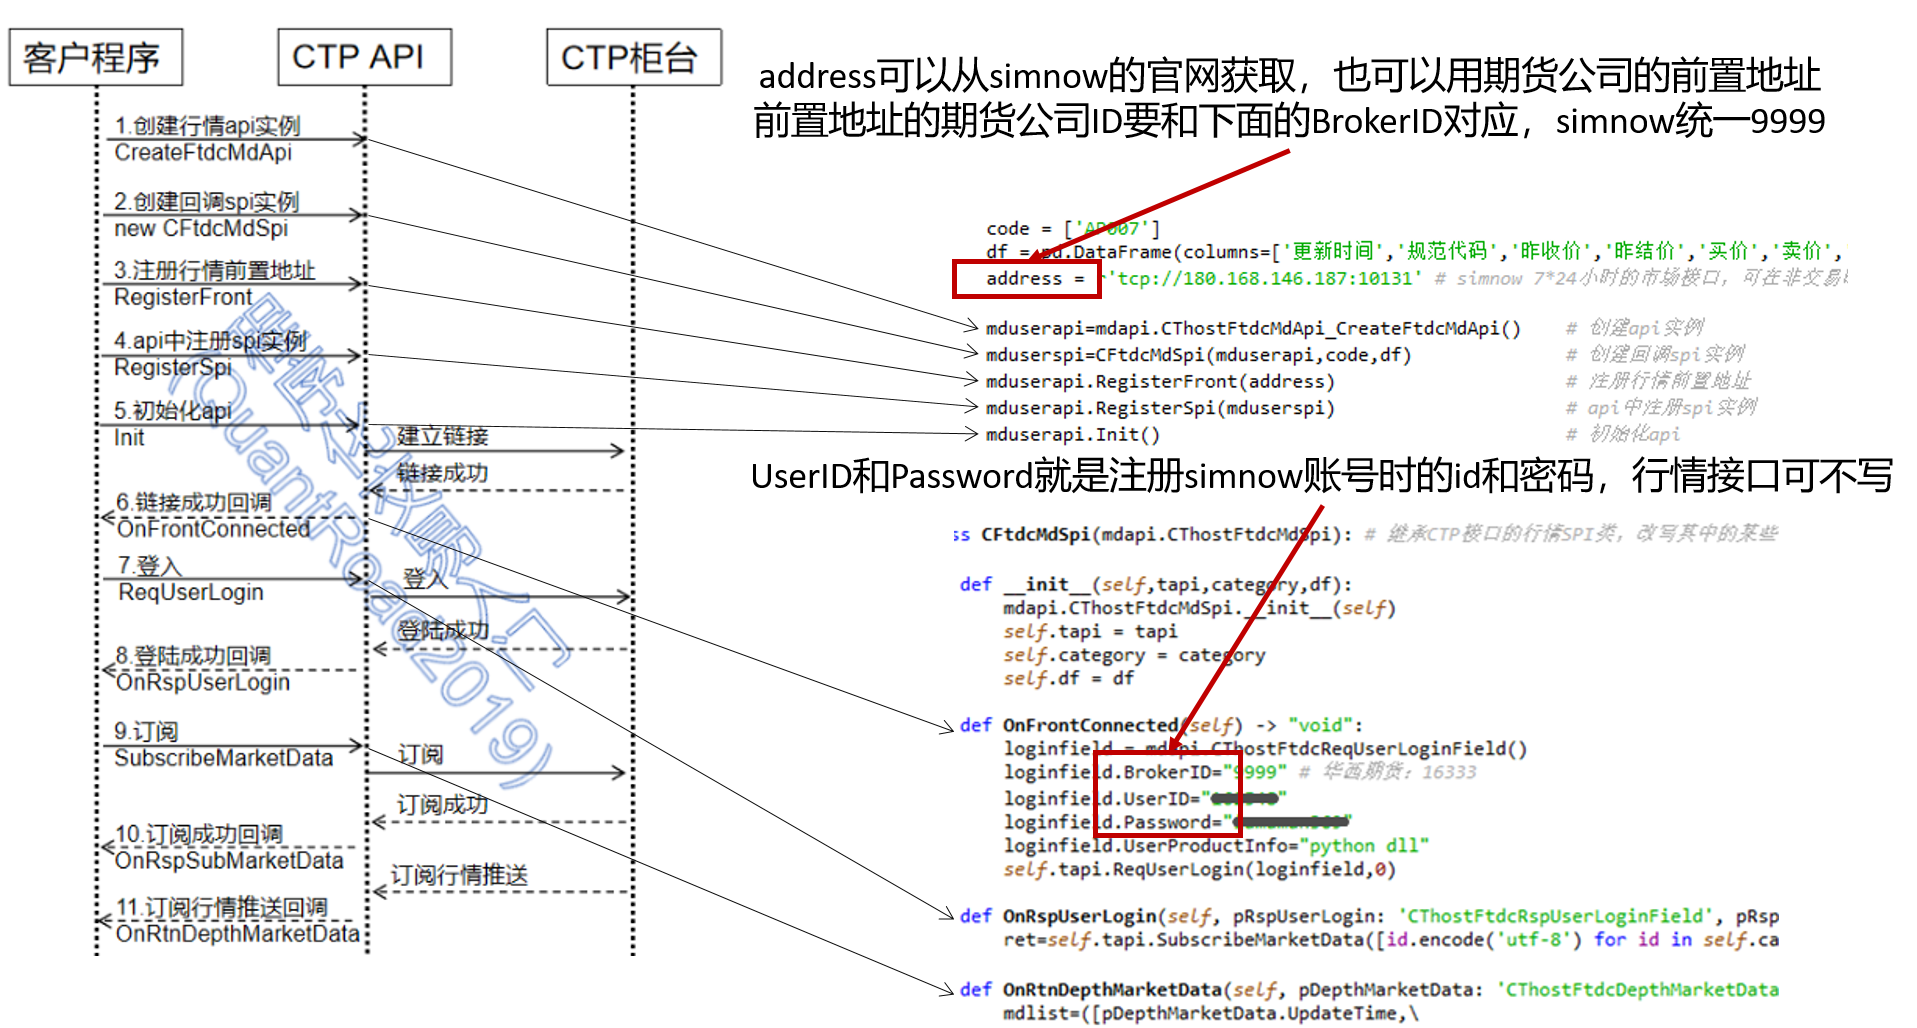 客户程序
CTP API
CTP柜台
1.创建行情api实例
CreateFtdcMdApi
2.创建回调spi实例
new CFtdcMdSpi
3.注册行情前置地址
RegisterFront
4.api中注册spi实例
RegisterSpi
5.初始化api
Init
建立链接
链接成功
6.链接成功回调
OnFrontConnected
7.登入
ReqUserLogin
登入
登陆成功
8.登陆成功回调
OnRspUserLogin
9.订阅
SubscribeMarketData
订阅
订阅成功
10.订阅成功回调
OnRspSubMarketData
订阅行情推送
11.订阅行情推送回调
OnRtnDepthMarketData
(QuantRoad2019)
address可以从simnow的官网获取，也可以用期货公司的前置地址
前置地址的期货公司ID要和下面的BrokerID对应，simnow统一9999
code = ['AP007']
df = pd.DataFrame(columns=['更新时间','规范代码','昨收价','昨结价','买价','卖价',
address = r'tcp://180.168.146.187:10131' # simnow 7*24小时的市场接口，可在非交易
mduserapi=mdapi.CThostFtdcMdApi_CreateFtdcMdApi() # 创建api实例
mduserspi=CFtdcMdSpi(mduserapi,code,df) # 创建回调spi实例
mduserapi.RegisterFront(address) # 注册行情前置地址
mduserapi.RegisterSpi(mduserspi) # api中注册spi实例
mduserapi.Init() # 初始化api
UserID和Password就是注册simnow账号时的id和密码，行情接口可不写
ss CFtdcMdSpi(mdapi.CThostFtdcMdSpi): # 继承CTP接口的行情SPI类，改写其中的某些
def __init__(self,tapi,category,df):
mdapi.CThostFtdcMdSpi.__init__(self)
self.tapi = tapi
self.category = category
self.df = df
def OnFrontConnected(self) -> "void":
loginfield = mdapi.CThostFtdcReqUserLoginField()
loginfield.BrokerID="9999" # 华西期货：16333
loginfield.UserID="
loginfield.Password="
loginfield.UserProductInfo="python dll"
self.tapi.ReqUserLogin(loginfield,0)
def OnRspUserLogin(self, pRspUserLogin: 'CThostFtdcRspUserLoginField', pRsp
ret=self.tapi.SubscribeMarketData([id.encode('utf-8') for id in self.ca
def OnRtnDepthMarketData(self, pDepthMarketData: 'CThostFtdcDepthMarketData
mdlist=([pDepthMarketData.UpdateTime,\